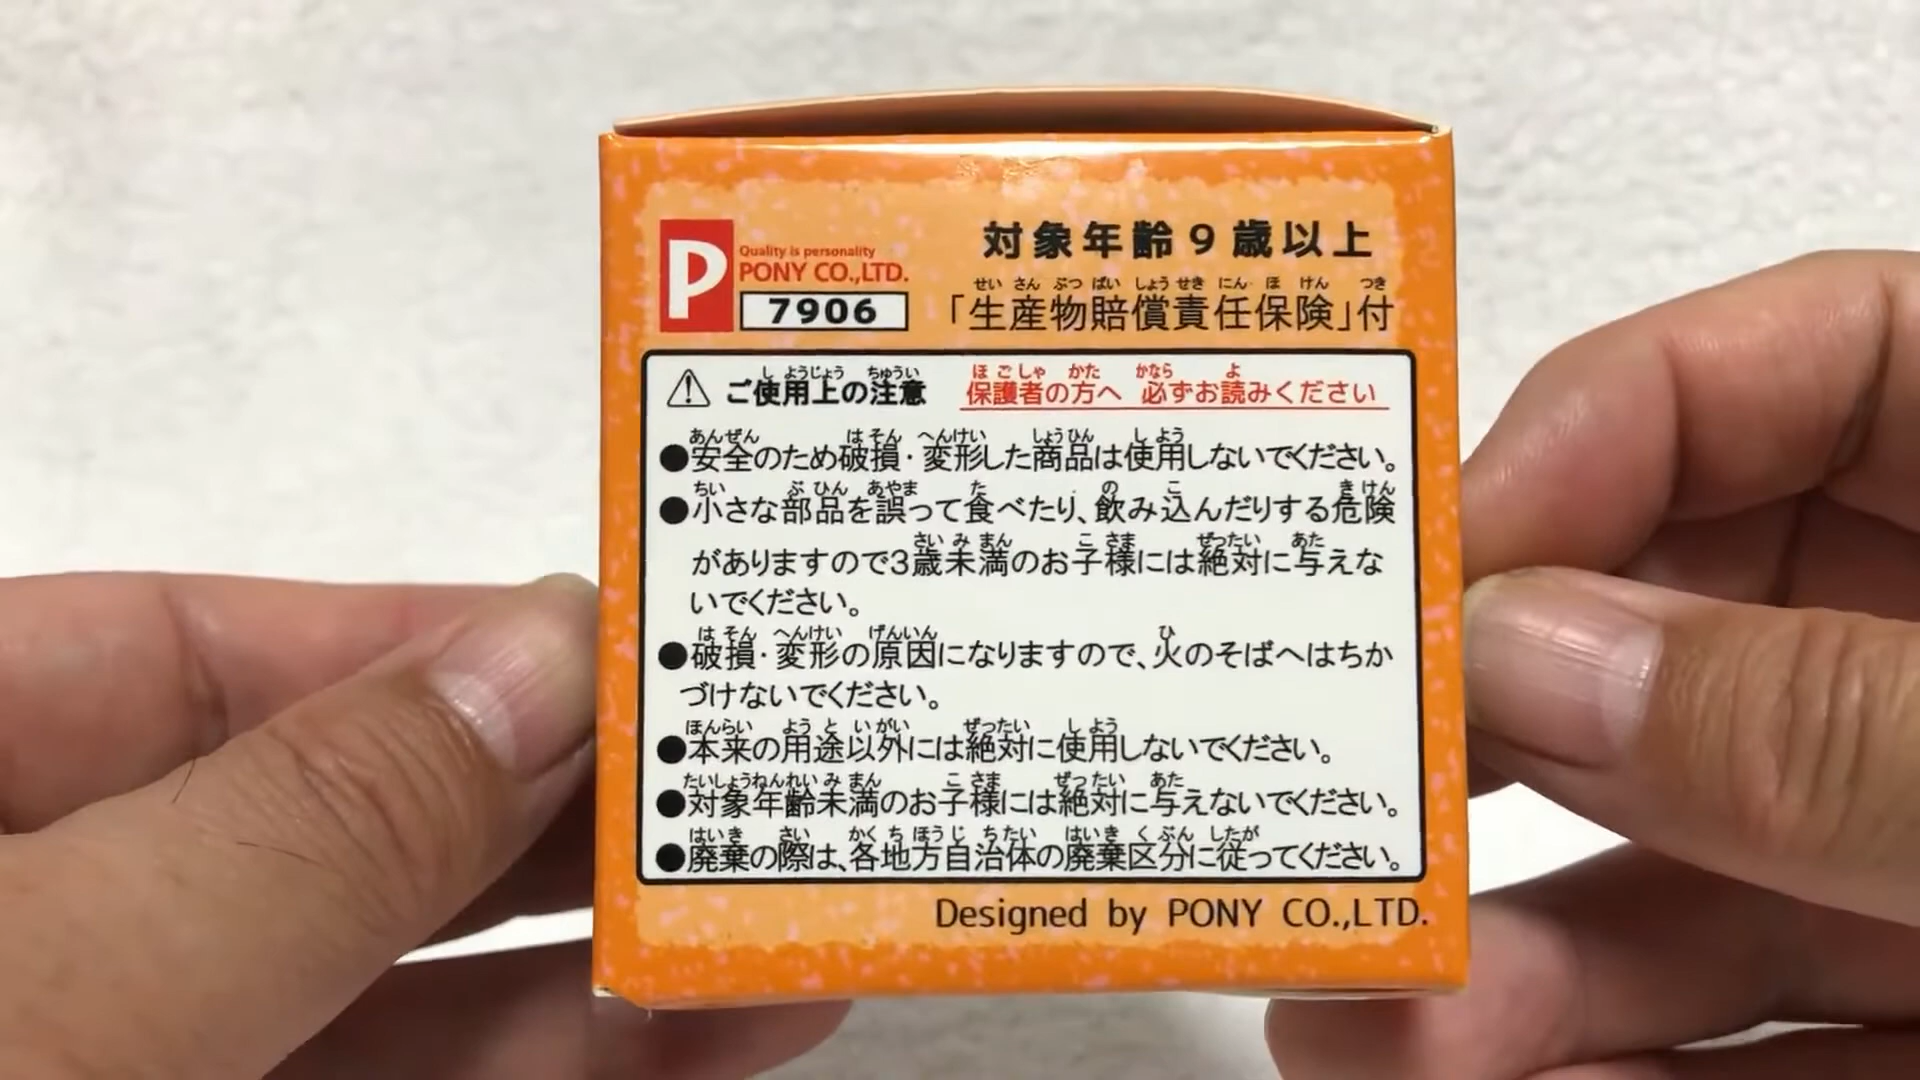 P
Quality is personality
PONY CO.,LTD.
7906
対象年齢9歳以上
せいさんぶつばいしょうせきにんほけんつき
「生産物賠償責任保険」付
しようじょう ちゅうい
⚠ ご使用上の注意
ほごしゃ かた かなら よ
保護者の方へ 必ずお読みください
あんぜん はそん へんけい しょうひん しよう
●安全のため破損・変形した商品は使用しないでください。
ちい ぶひん あやま た の こ きけん
●小さな部品を誤って食べたり、飲み込んだりする危険
さいみまん こさま ぜったい あた
がありますので3歳未満のお子様には絶対に与えな
いでください。
はそん へんけい げんいん ひ
●破損・変形の原因になりますので、火のそばへはちか
づけないでください。
ほんらい ようと いがい ぜったい しよう
●本来の用途以外には絶対に使用しないでください。
たいしょうねんれいみまん こさま ぜったい あた
●対象年齢未満のお子様には絶対に与えないでください。
はいき さい かくちほうじちたい はいきくぶん したが
●廃棄の際は、各地方自治体の廃棄区分に従ってください。
Designed by PONY CO.,LTD.